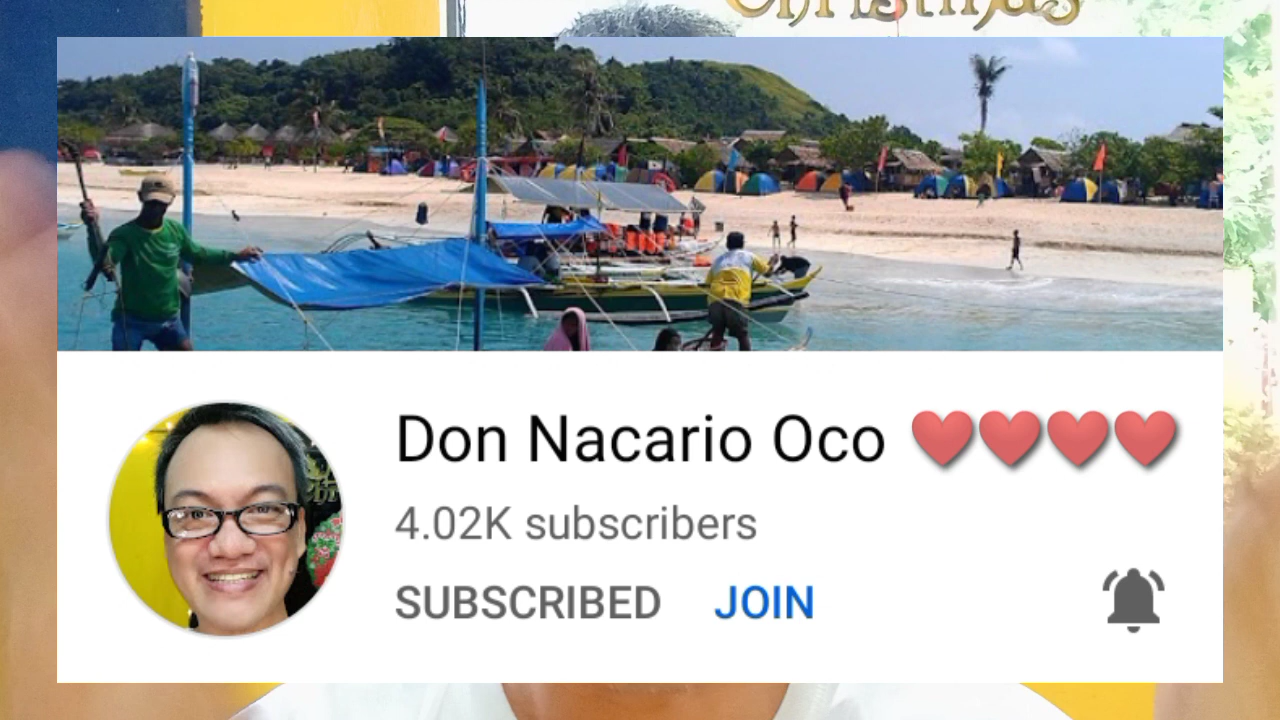 Christmas
Don Nacario Oco ❤️❤️❤️❤️
4.02K subscribers
SUBSCRIBED JOIN